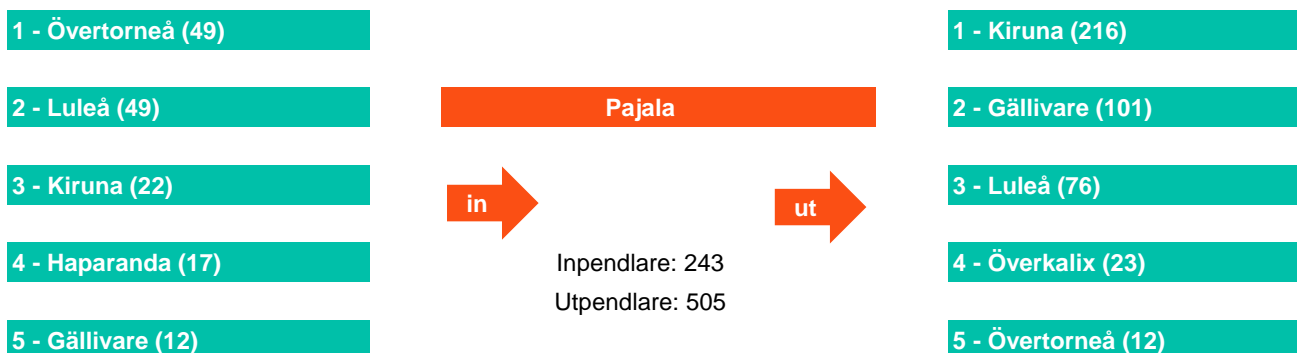 1 - Övertorneå (49)
2 - Luleå (49)
3 - Kiruna (22)
4 - Haparanda (17)
5 - Gällivare (12)
Pajala
in
ut
Inpendlare: 243
Utpendlare: 505
1 - Kiruna (216)
2 - Gällivare (101)
3 - Luleå (76)
4 - Överkalix (23)
5 - Övertorneå (12)